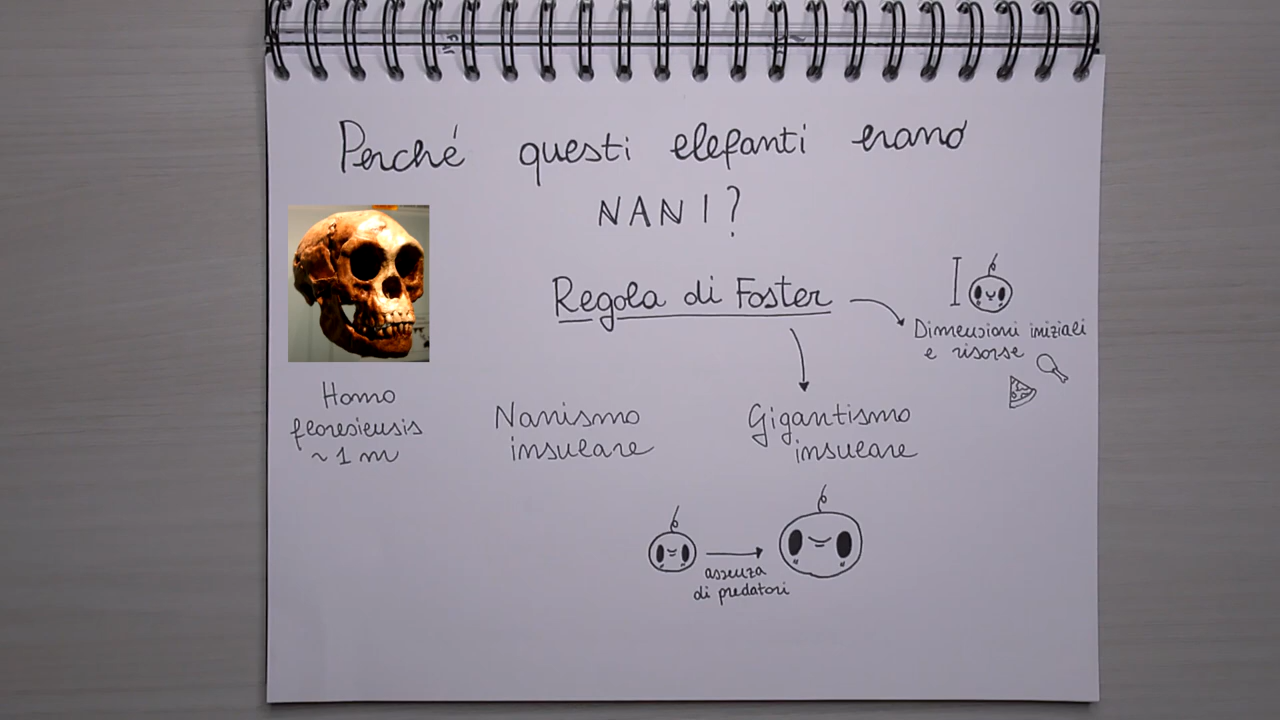 Perché questi elefanti erano
NANI?
Regola di Foster
Dimensioni iniziali
e risorse
Homo
floresiensis
~ 1 m
Nanismo
insulare
Gigantismo
insulare
assenza
di predatori